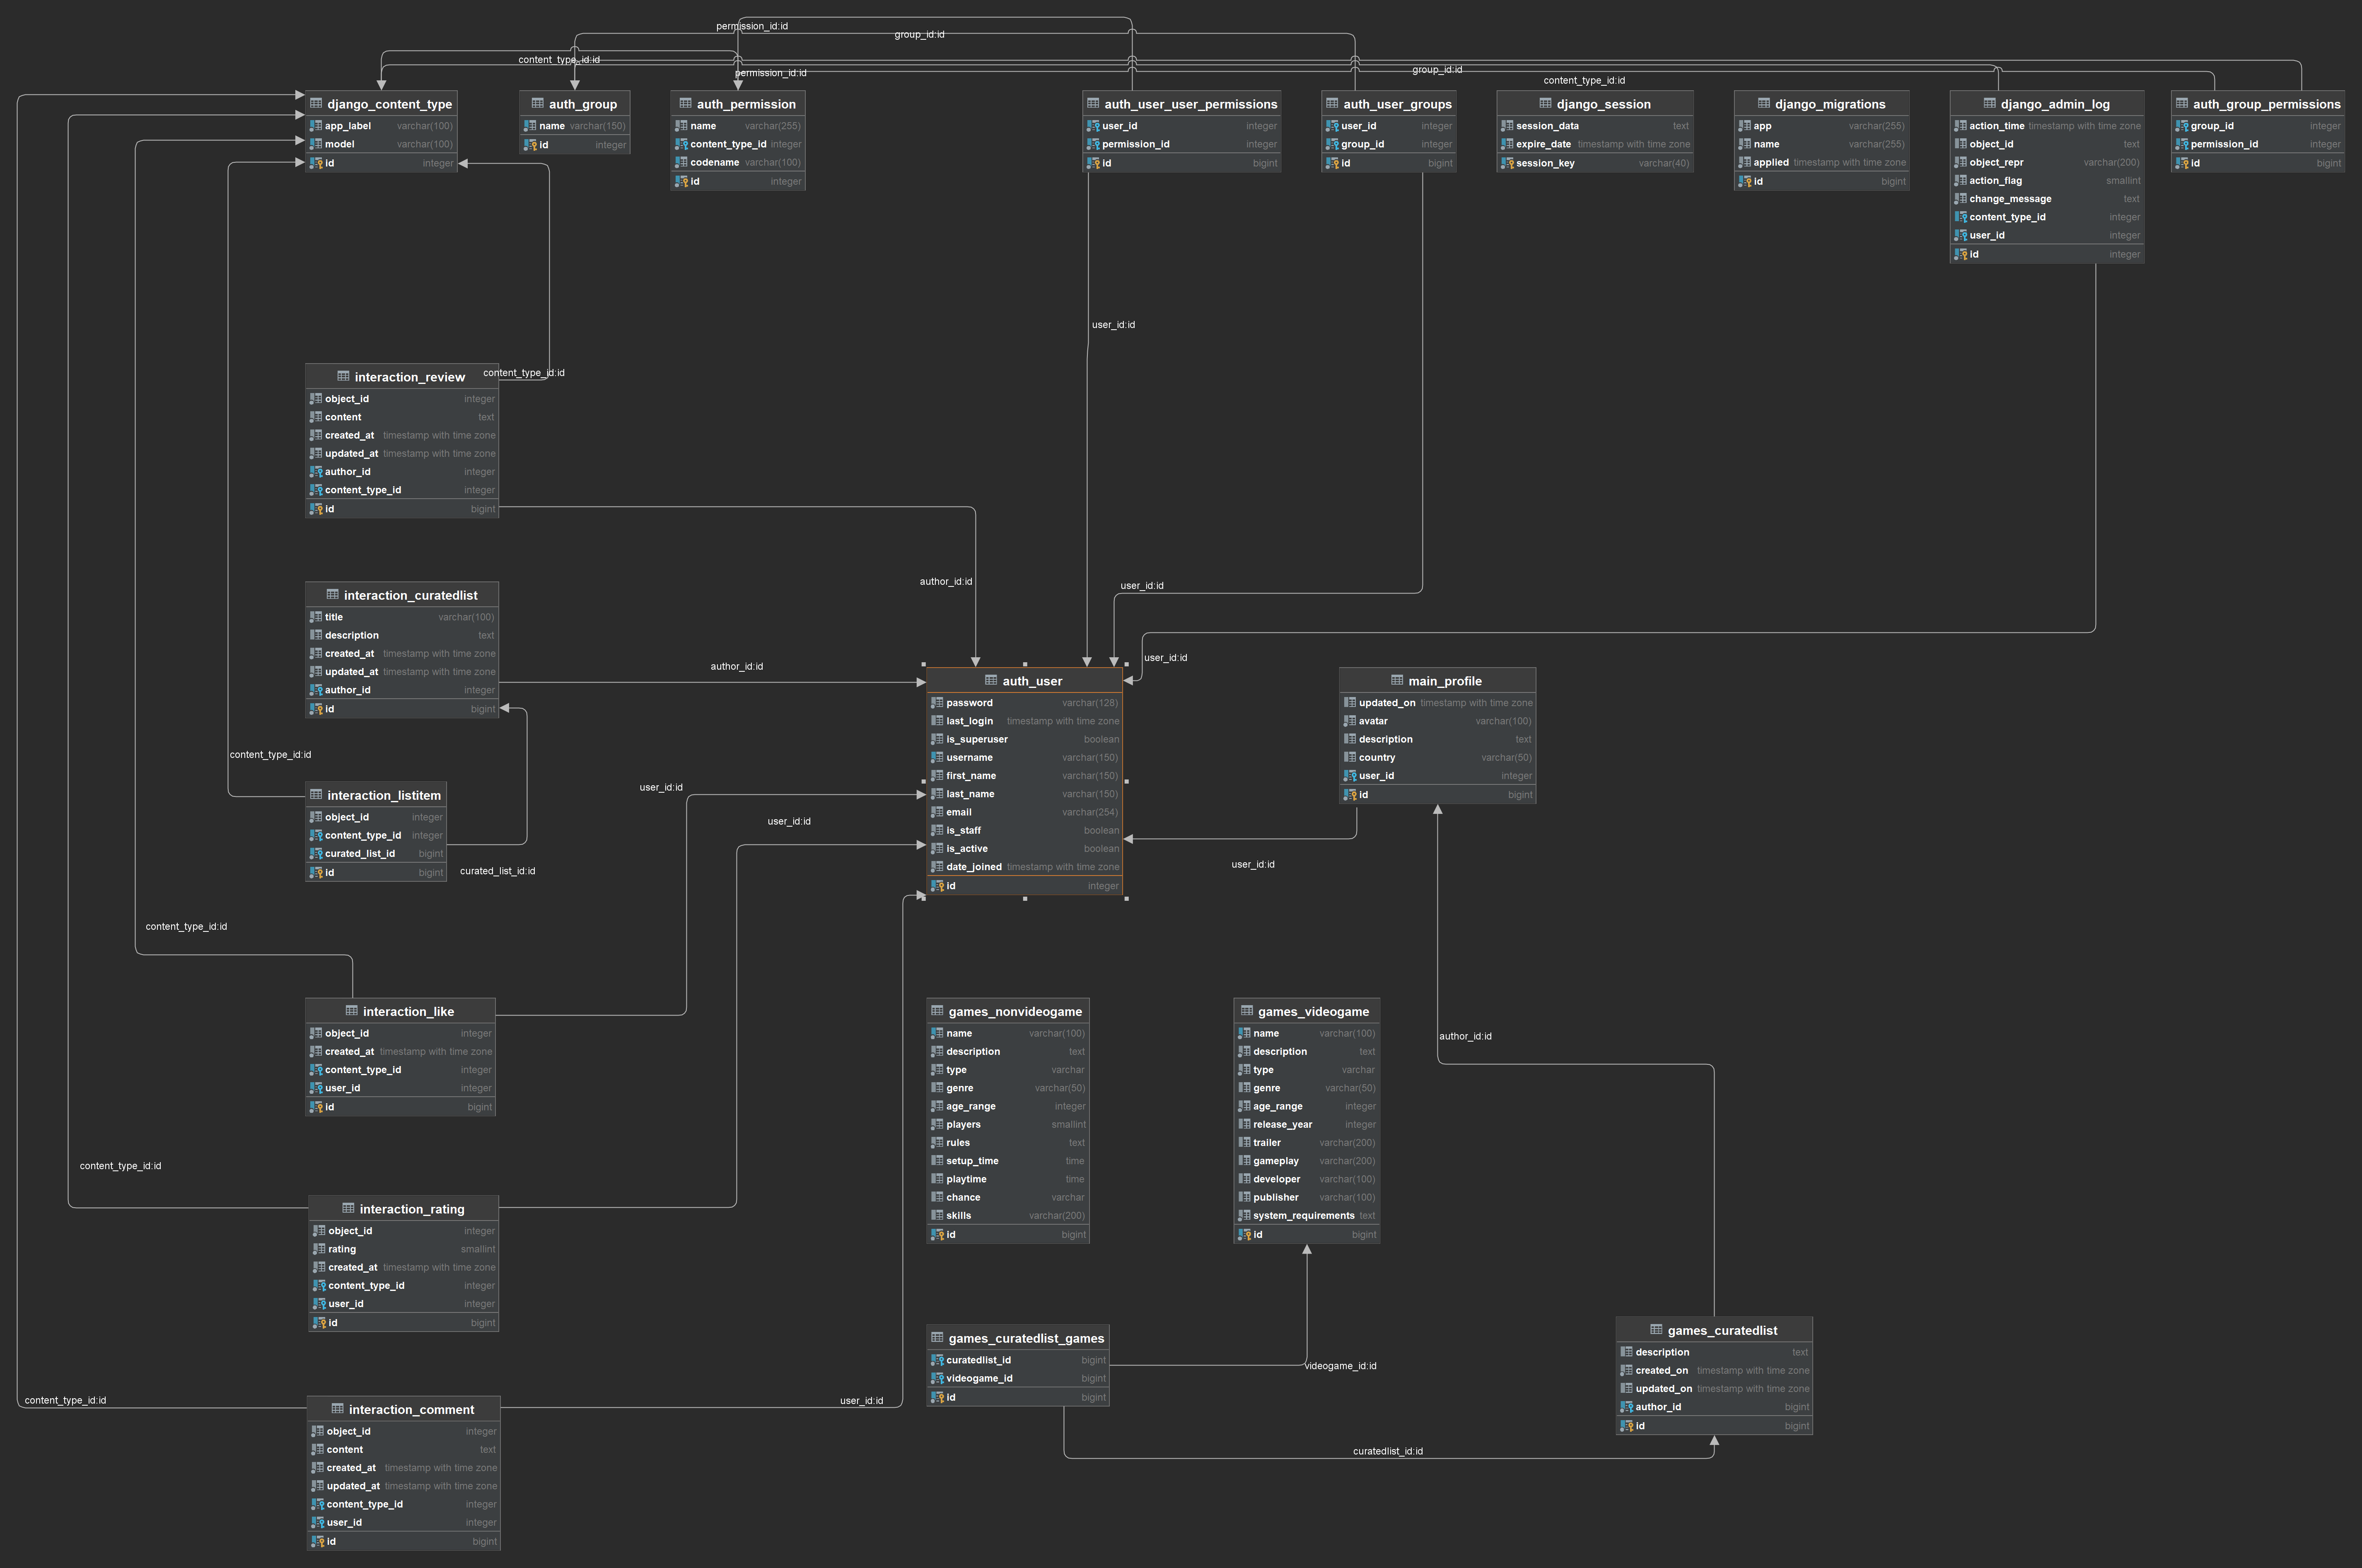 permission_id:id
group_id:id
content_type_id:id
permission_id:id
group_id:id
content_type_id:id
django_content_type
app_label varchar(100)
model varchar(100)
id integer
auth_group
name varchar(150)
id integer
auth_permission
name varchar(255)
content_type_id integer
codename varchar(100)
id integer
auth_user_user_permissions
user_id integer
permission_id integer
id bigint
auth_user_groups
user_id integer
group_id integer
id bigint
django_session
session_data text
expire_date timestamp with time zone
session_key varchar(40)
django_migrations
app varchar(255)
name varchar(255)
applied timestamp with time zone
id bigint
django_admin_log
action_time timestamp with time zone
object_id text
object_repr varchar(200)
action_flag smallint
change_message text
content_type_id integer
user_id integer
id integer
auth_group_permissions
group_id integer
permission_id integer
id bigint
user_id:id
interaction_review
content_type_id:id
object_id integer
content text
created_at timestamp with time zone
updated_at timestamp with time zone
author_id integer
content_type_id integer
id bigint
author_id:id
user_id:id
interaction_curatedlist
title varchar(100)
description text
created_at timestamp with time zone
updated_at timestamp with time zone
author_id integer
id bigint
author_id:id
user_id:id
auth_user
password varchar(128)
last_login timestamp with time zone
is_superuser boolean
username varchar(150)
first_name varchar(150)
last_name varchar(150)
email varchar(254)
is_staff boolean
is_active boolean
date_joined timestamp with time zone
id integer
main_profile
updated_on timestamp with time zone
avatar varchar(100)
description text
country varchar(50)
user_id integer
id bigint
content_type_id:id
interaction_listitem
object_id integer
content_type_id integer
curated_list_id bigint
id bigint
curated_list_id:id
user_id:id
user_id:id
user_id:id
content_type_id:id
interaction_like
object_id integer
created_at timestamp with time zone
content_type_id integer
user_id integer
id bigint
games_nonvideogame
name varchar(100)
description text
type varchar
genre varchar(50)
age_range integer
players smallint
rules text
setup_time time
playtime time
chance varchar
skills varchar(200)
id bigint
games_videogame
name varchar(100)
description text
type varchar
genre varchar(50)
age_range integer
release_year integer
trailer varchar(200)
gameplay varchar(200)
developer varchar(100)
publisher varchar(100)
system_requirements text
id bigint
author_id:id
content_type_id:id
interaction_rating
object_id integer
rating smallint
created_at timestamp with time zone
content_type_id integer
user_id integer
id bigint
games_curatedlist_games
curatedlist_id bigint
videogame_id bigint
id bigint
videogame_id:id
games_curatedlist
description text
created_on timestamp with time zone
updated_on timestamp with time zone
author_id bigint
id bigint
curatedlist_id:id
content_type_id:id
user_id:id
interaction_comment
object_id integer
content text
created_at timestamp with time zone
updated_at timestamp with time zone
content_type_id integer
user_id integer
id bigint